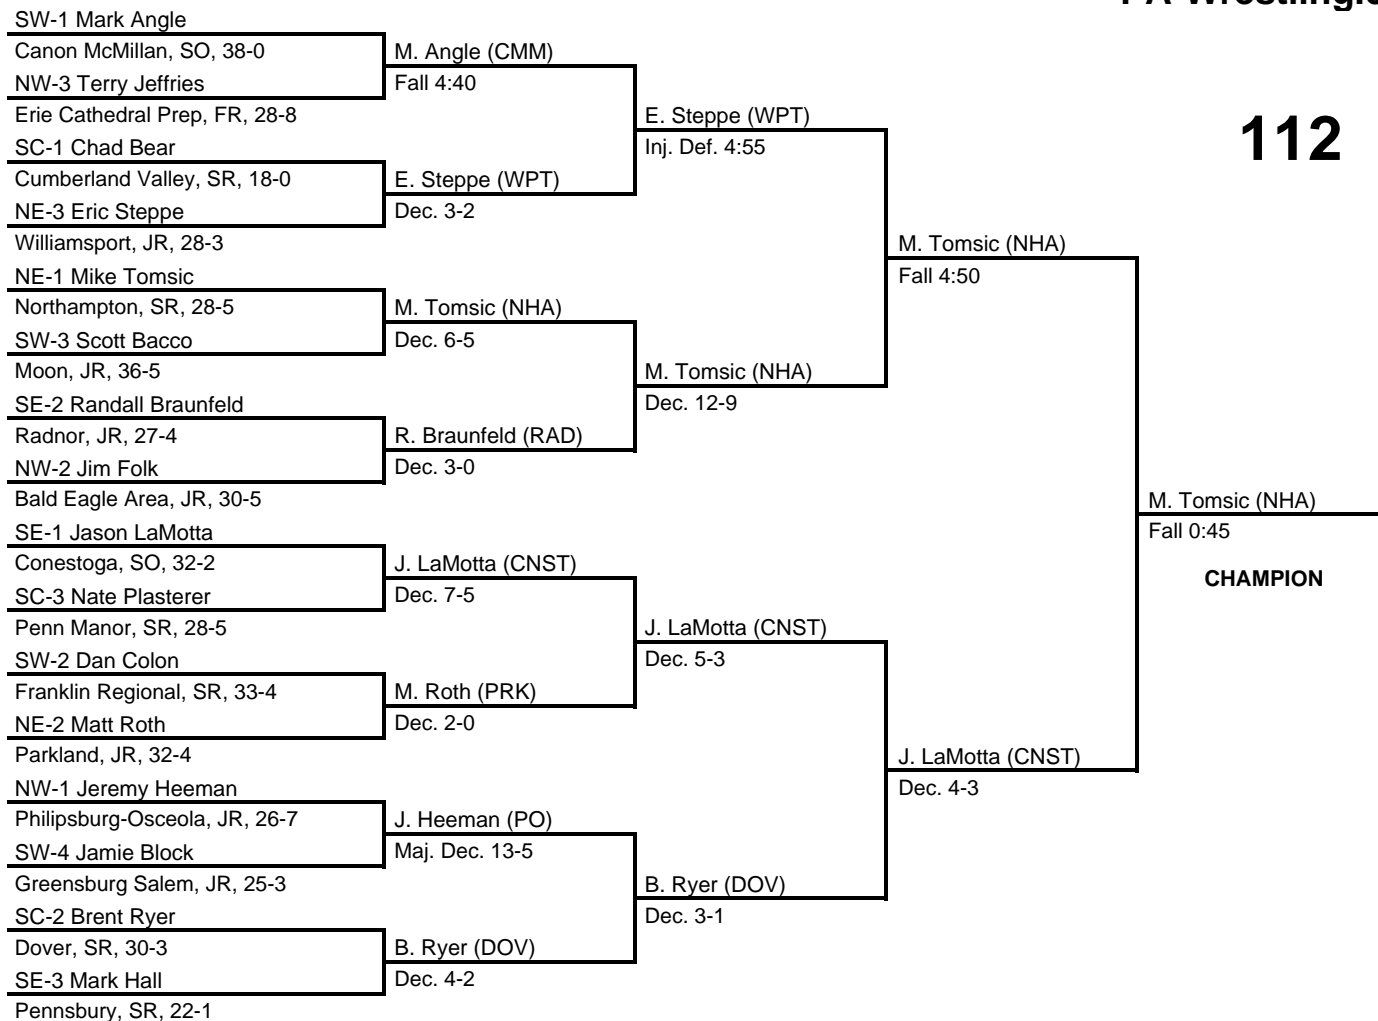 SW-1 Mark Angle
Canon McMillan, SO, 38-0
NW-3 Terry Jeffries
Erie Cathedral Prep, FR, 28-8
SC-1 Chad Bear
Cumberland Valley, SR, 18-0
NE-3 Eric Steppe
Williamsport, JR, 28-3
NE-1 Mike Tomsic
Northampton, SR, 28-5
SW-3 Scott Bacco
Moon, JR, 36-5
SE-2 Randall Braunfeld
Radnor, JR, 27-4
NW-2 Jim Folk
Bald Eagle Area, JR, 30-5
SE-1 Jason LaMotta
Conestoga, SO, 32-2
SC-3 Nate Plasterer
Penn Manor, SR, 28-5
SW-2 Dan Colon
Franklin Regional, SR, 33-4
NE-2 Matt Roth
Parkland, JR, 32-4
NW-1 Jeremy Heeman
Philipsburg-Osceola, JR, 26-7
SW-4 Jamie Block
Greensburg Salem, JR, 25-3
SC-2 Brent Ryer
Dover, SR, 30-3
SE-3 Mark Hall
Pennsbury, SR, 22-1
M. Angle (CMM)
Fall 4:40
E. Steppe (WPT)
Dec. 3-2
M. Tomsic (NHA)
Dec. 6-5
R. Braunfeld (RAD)
Dec. 3-0
J. LaMotta (CNST)
Dec. 7-5
M. Roth (PRK)
Dec. 2-0
J. Heeman (PO)
Maj. Dec. 13-5
B. Ryer (DOV)
Dec. 4-2
E. Steppe (WPT)
Inj. Def. 4:55
M. Tomsic (NHA)
Dec. 12-9
J. LaMotta (CNST)
Dec. 5-3
B. Ryer (DOV)
Dec. 3-1
M. Tomsic (NHA)
Fall 4:50
J. LaMotta (CNST)
Dec. 4-3
112
M. Tomsic (NHA)
Fall 0:45
CHAMPION